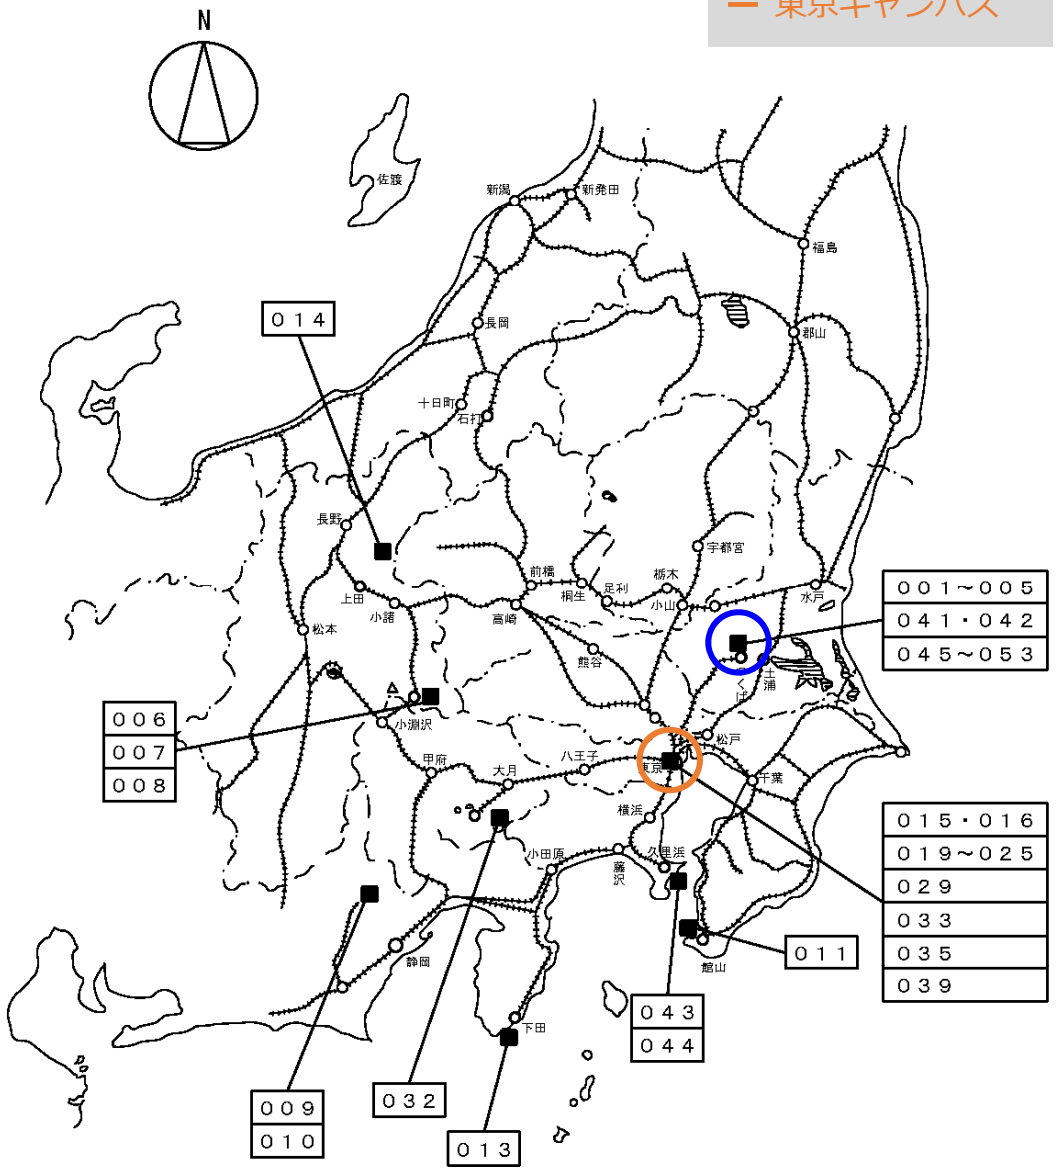 東京キャンパス
N
佐渡
新潟
新発田
福島
０１４
長岡
郡山
十日町
石打
長野
宇都宮
前橋
桐生
足利
栃木
小山
水戸
００１～００５
０４１・０４２
０４５～０５３
上田
小諸
高崎
松本
熊谷
土浦
００６
００７
００８
小淵沢
松戸
甲府
大月
八王子
東京
千葉
横浜
０１５・０１６
０１９～０２５
０２９
０３３
０３５
０３９
小田原
藤沢
久里浜
静岡
館山
０１１
下田
０４３
０４４
０３２
００９
０１０
０１３